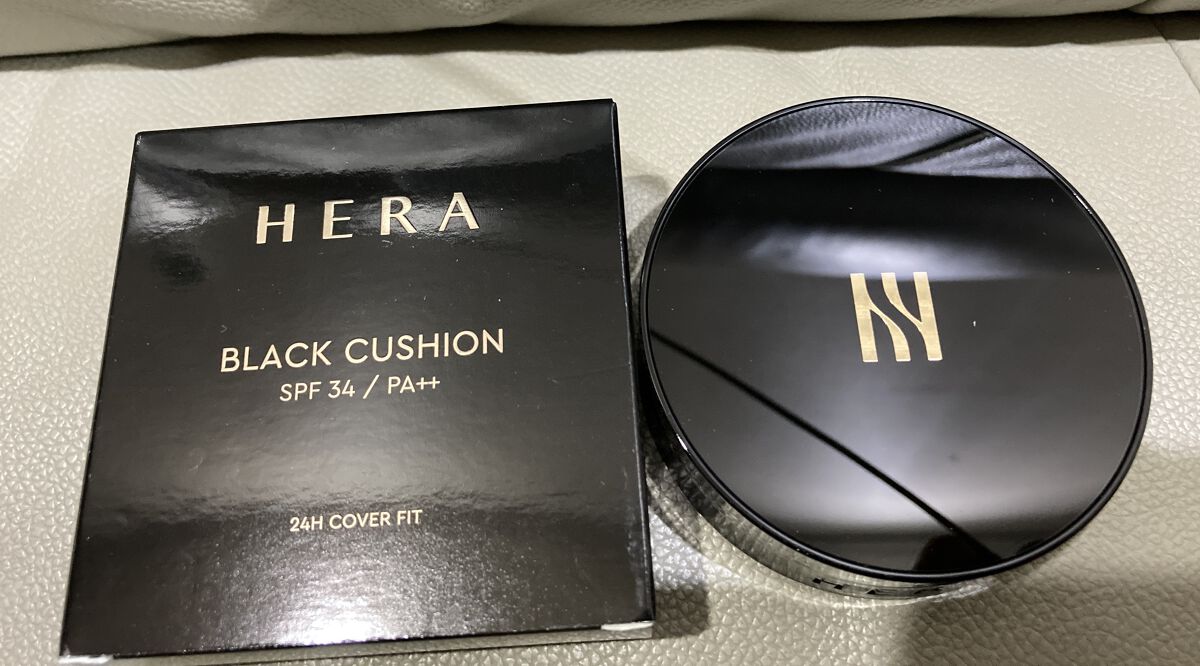 HERA
BLACK CUSHION
SPF 34 / PA++
24H COVER FIT